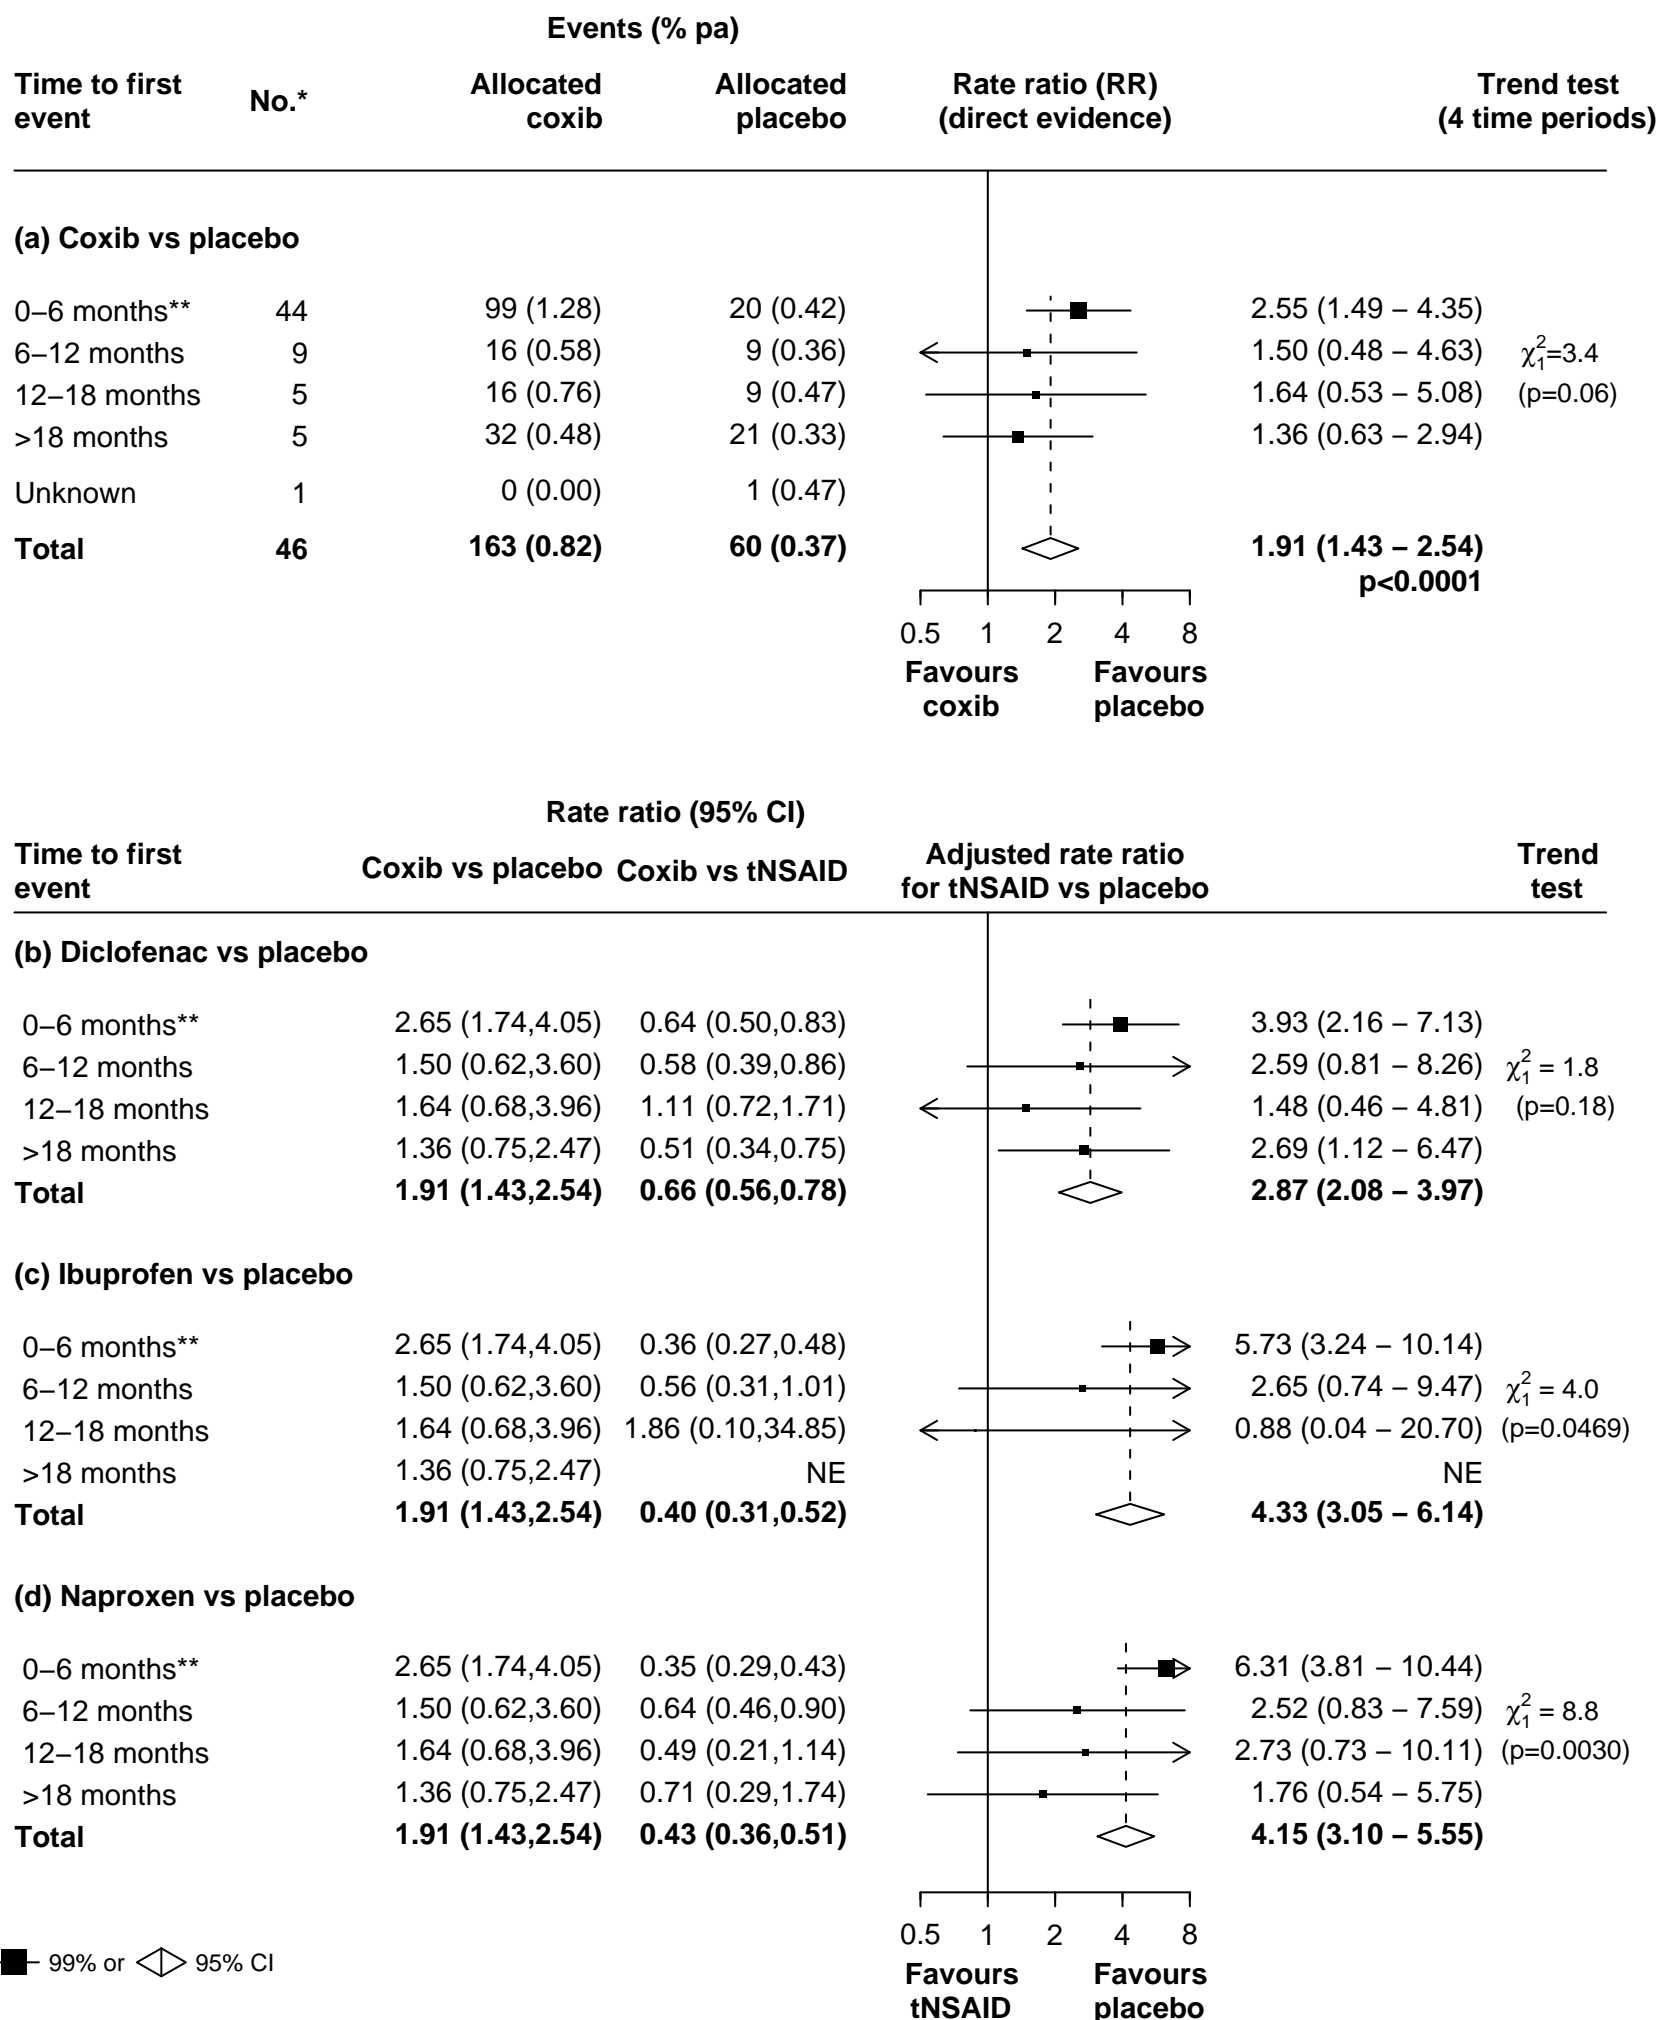 Events (% pa)
Time to first event No.* Allocated coxib Allocated placebo Rate ratio (RR) (direct evidence) Trend test (4 time periods)
(a) Coxib vs placebo
0–6 months** 44 99 (1.28) 20 (0.42) 2.55 (1.49 – 4.35)
6–12 months 9 16 (0.58) 9 (0.36) 1.50 (0.48 – 4.63) χ²₁=3.4
12–18 months 5 16 (0.76) 9 (0.47) 1.64 (0.53 – 5.08) (p=0.06)
>18 months 5 32 (0.48) 21 (0.33) 1.36 (0.63 – 2.94)
Unknown 1 0 (0.00) 1 (0.47)
Total 46 163 (0.82) 60 (0.37) 1.91 (1.43 – 2.54)
p<0.0001
0.5 1 2 4 8
Favours coxib Favours placebo
Rate ratio (95% CI)
Time to first event Coxib vs placebo Coxib vs tNSAID Adjusted rate ratio for tNSAID vs placebo Trend test
(b) Diclofenac vs placebo
0–6 months** 2.65 (1.74,4.05) 0.64 (0.50,0.83) 3.93 (2.16 – 7.13)
6–12 months 1.50 (0.62,3.60) 0.58 (0.39,0.86) 2.59 (0.81 – 8.26) χ²₁ = 1.8
12–18 months 1.64 (0.68,3.96) 1.11 (0.72,1.71) 1.48 (0.46 – 4.81) (p=0.18)
>18 months 1.36 (0.75,2.47) 0.51 (0.34,0.75) 2.69 (1.12 – 6.47)
Total 1.91 (1.43,2.54) 0.66 (0.56,0.78) 2.87 (2.08 – 3.97)
(c) Ibuprofen vs placebo
0–6 months** 2.65 (1.74,4.05) 0.36 (0.27,0.48) 5.73 (3.24 – 10.14)
6–12 months 1.50 (0.62,3.60) 0.56 (0.31,1.01) 2.65 (0.74 – 9.47) χ²₁ = 4.0
12–18 months 1.64 (0.68,3.96) 1.86 (0.10,34.85) 0.88 (0.04 – 20.70) (p=0.0469)
>18 months 1.36 (0.75,2.47) NE NE
Total 1.91 (1.43,2.54) 0.40 (0.31,0.52) 4.33 (3.05 – 6.14)
(d) Naproxen vs placebo
0–6 months** 2.65 (1.74,4.05) 0.35 (0.29,0.43) 6.31 (3.81 – 10.44)
6–12 months 1.50 (0.62,3.60) 0.64 (0.46,0.90) 2.52 (0.83 – 7.59) χ²₁ = 8.8
12–18 months 1.64 (0.68,3.96) 0.49 (0.21,1.14) 2.73 (0.73 – 10.11) (p=0.0030)
>18 months 1.36 (0.75,2.47) 0.71 (0.29,1.74) 1.76 (0.54 – 5.75)
Total 1.91 (1.43,2.54) 0.43 (0.36,0.51) 4.15 (3.10 – 5.55)
0.5 1 2 4 8
99% or 95% CI
Favours tNSAID Favours placebo